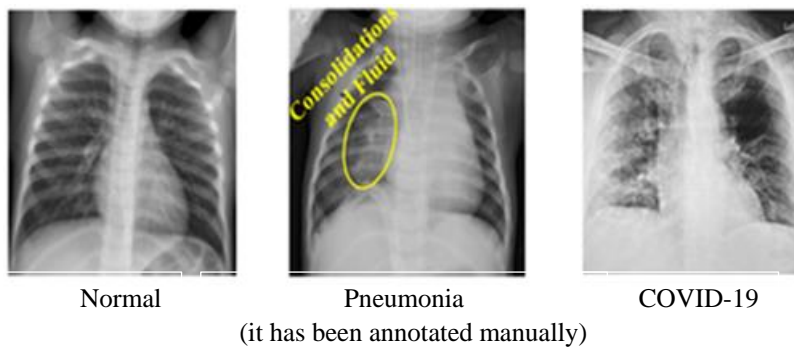 Consolidations
and Fluid
Normal
Pneumonia
COVID-19
(it has been annotated manually)